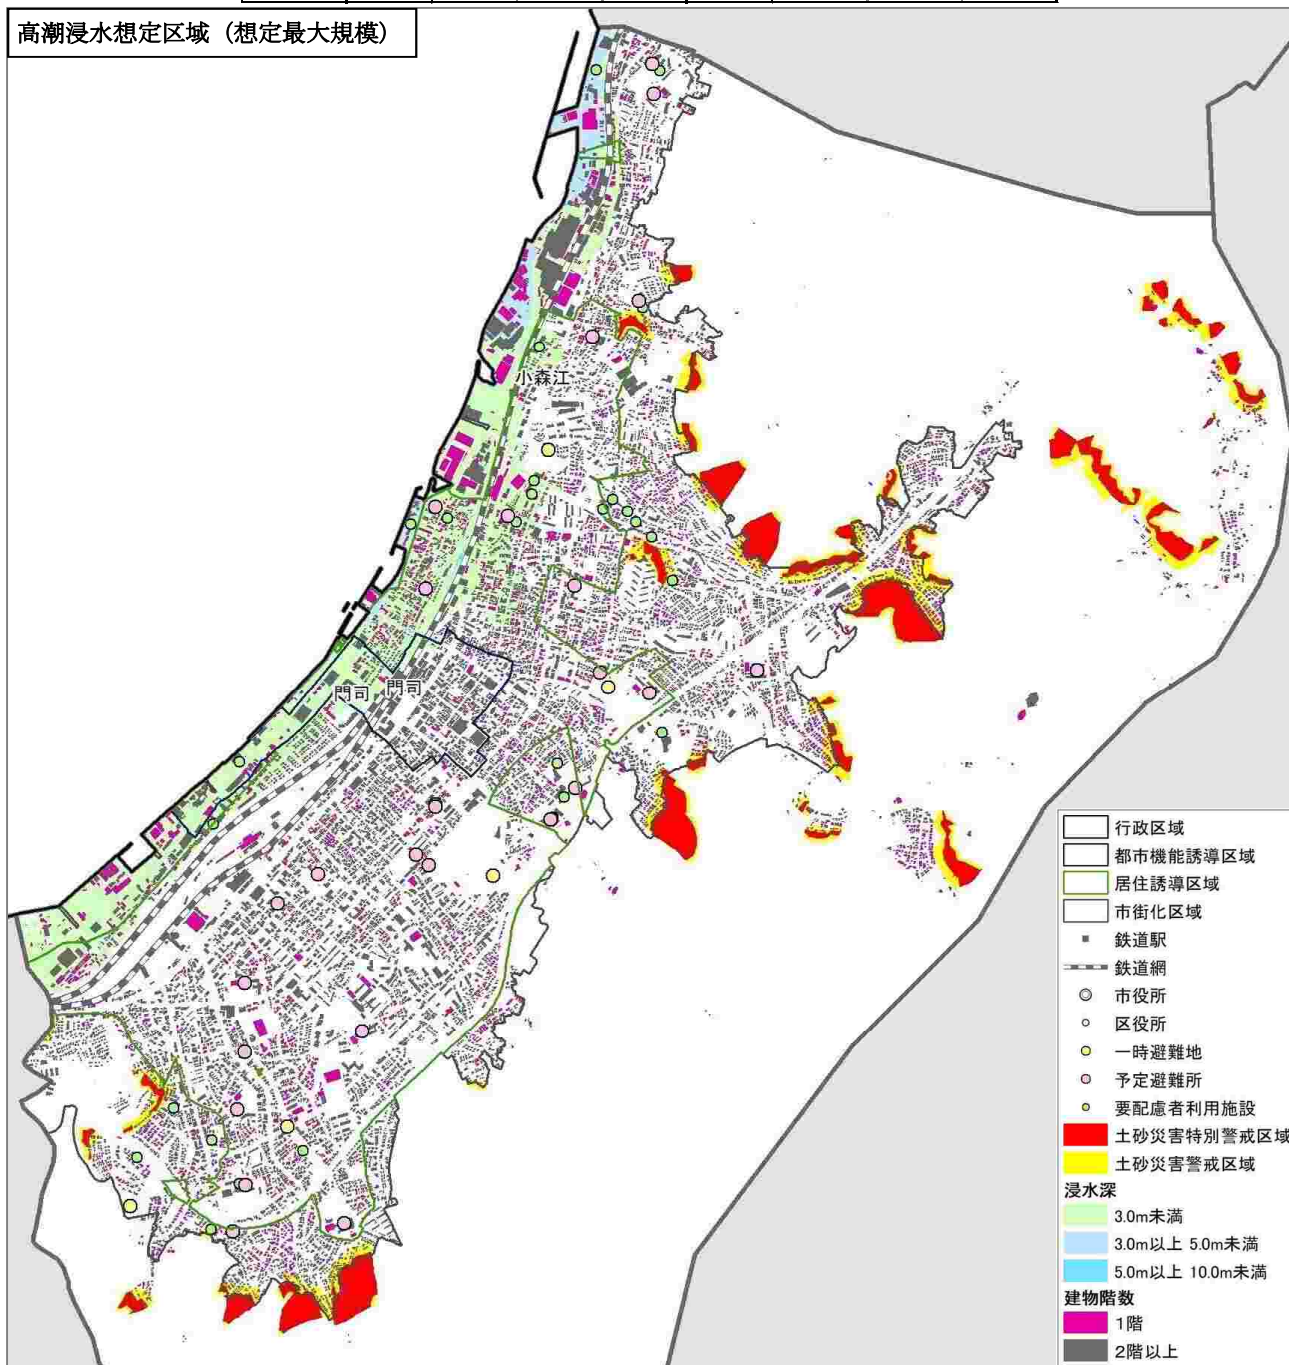 高潮浸水想定区域（想定最大規模）
小森江
門司
門司
行政区域
都市機能誘導区域
居住誘導区域
市街化区域
鉄道駅
鉄道網
市役所
区役所
一時避難地
予定避難所
要配慮者利用施設
土砂災害特別警戒区域
土砂災害警戒区域
浸水深
3.0m未満
3.0m以上 5.0m未満
5.0m以上 10.0m未満
建物階数
1階
2階以上